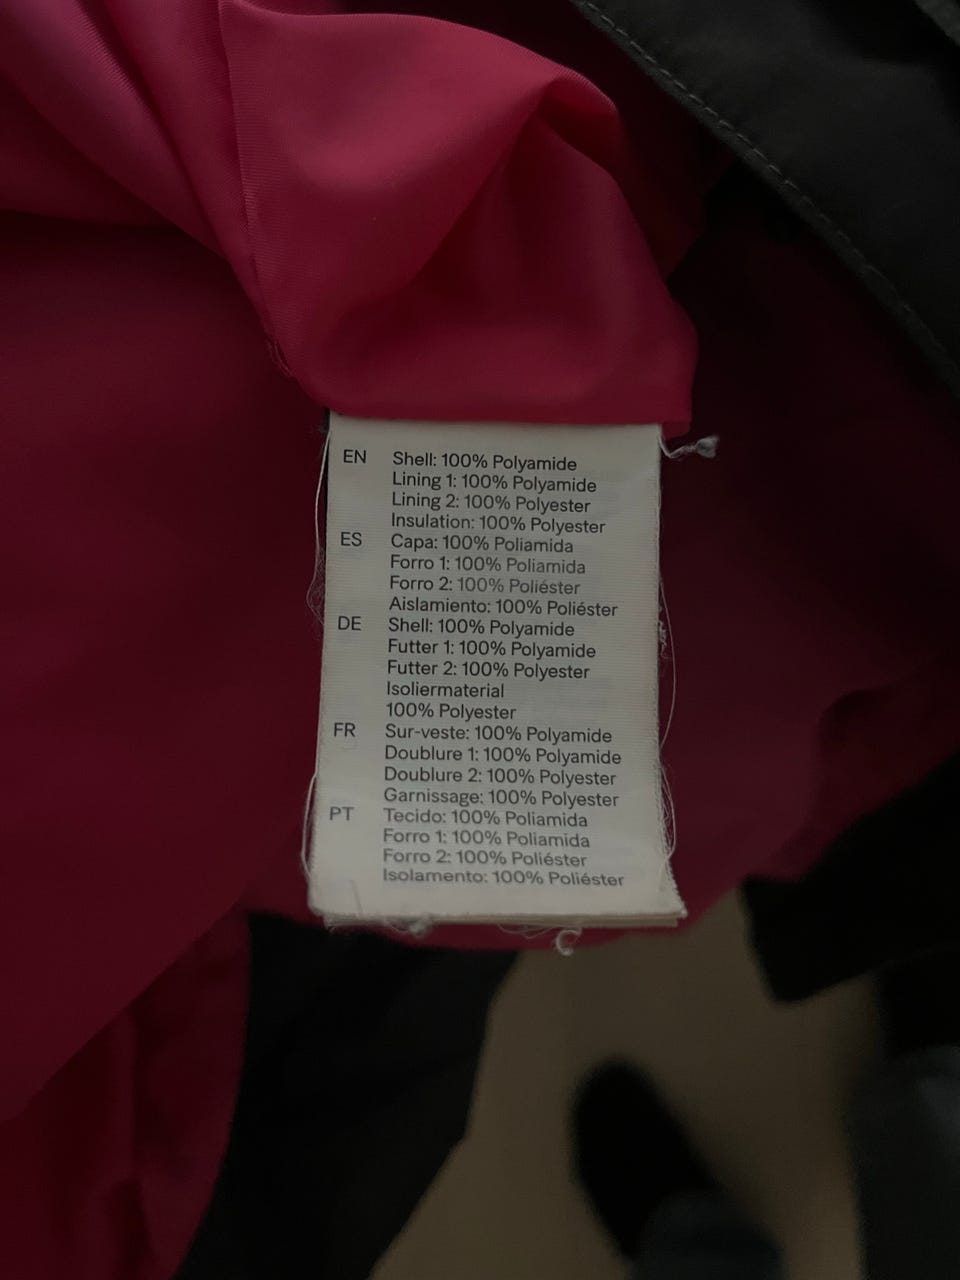 EN Shell: 100% Polyamide
Lining 1: 100% Polyamide
Lining 2: 100% Polyester
Insulation: 100% Polyester
ES Capa: 100% Poliamida
Forro 1: 100% Poliamida
Forro 2: 100% Poliéster
Aislamiento: 100% Poliéster
DE Shell: 100% Polyamide
Futter 1: 100% Polyamide
Futter 2: 100% Polyester
Isoliermaterial
100% Polyester
FR Sur-veste: 100% Polyamide
Doublure 1: 100% Polyamide
Doublure 2: 100% Polyester
Garnissage: 100% Polyester
PT Tecido: 100% Poliamida
Forro 1: 100% Poliamida
Forro 2: 100% Poliéster
Isolamento: 100% Poliéster